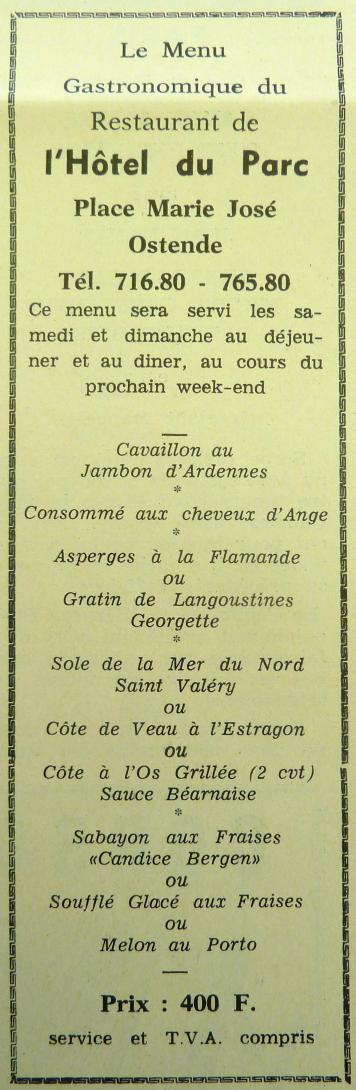 Le Menu
Gastronomique du
Restaurant de
l'Hôtel du Parc
Place Marie José
Ostende
Tél. 716.80 - 765.80
Ce menu sera servi les sa-
medi et dimanche au déjeu-
ner et au diner, au cours du
prochain week-end
Cavaillon au
Jambon d'Ardennes
*
Consommé aux cheveux d'Ange
*
Asperges à la Flamande
ou
Gratin de Langoustines
Georgette
*
Sole de la Mer du Nord
Saint Valéry
ou
Côte de Veau à l'Estragon
ou
Côte à l'Os Grillée (2 cvt)
Sauce Béarnaise
*
Sabayon aux Fraises
«Candice Bergen»
ou
Soufflé Glacé aux Fraises
ou
Melon au Porto
Prix : 400 F.
service et T.V.A. compris